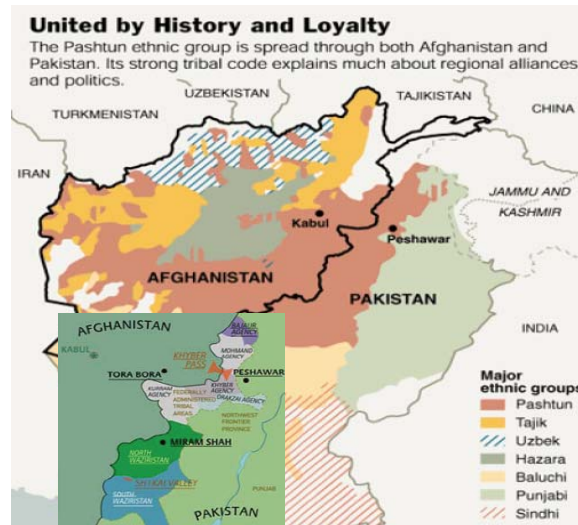 United by History and Loyalty
The Pashtun ethnic group is spread through both Afghanistan and
Pakistan. Its strong tribal code explains much about regional alliances
and politics.
UZBEKISTAN
TAJIKISTAN
TURKMENISTAN
CHINA
IRAN
JAMMU AND
KASHMIR
Kabul
Peshawar
AFGHANISTAN
PAKISTAN
INDIA
AFGHANISTAN
BAJAUR
AGENCY
KABUL
MOHMAND
AGENCY
KHYBER
PASS
TORA BORA
PESHAWAR
KURRAM
AGENCY
KHYBER
AGENCY
ORAKZAI AGENCY
FEDERALLY
ADMINISTERED
TRIBAL
AREAS
NORTHWEST
FRONTIER
PROVINCE
MIRAM SHAH
NORTH
WAZIRISTAN
SHAKAI VALLEY
SOUTH
WAZIRISTAN
PUNJAB
PAKISTAN
Major
ethnic groups
Pashtun
Tajik
Uzbek
Hazara
Baluchi
Punjabi
Sindhi